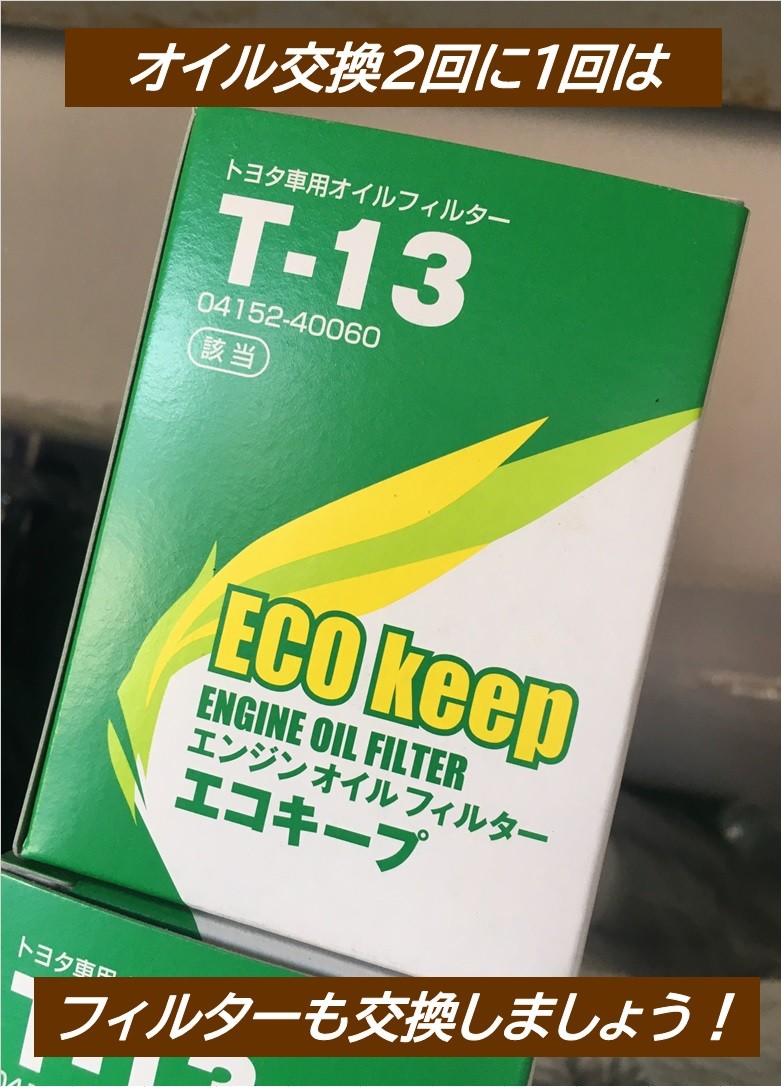 オイル交換2回に1回は
トヨタ車用オイルフィルター
T-13
04152-40060
該当
ECO keep
ENGINE OIL FILTER
エンジンオイルフィルター
エコキープ
トヨタ車用
T-13
フィルターも交換しましょう！